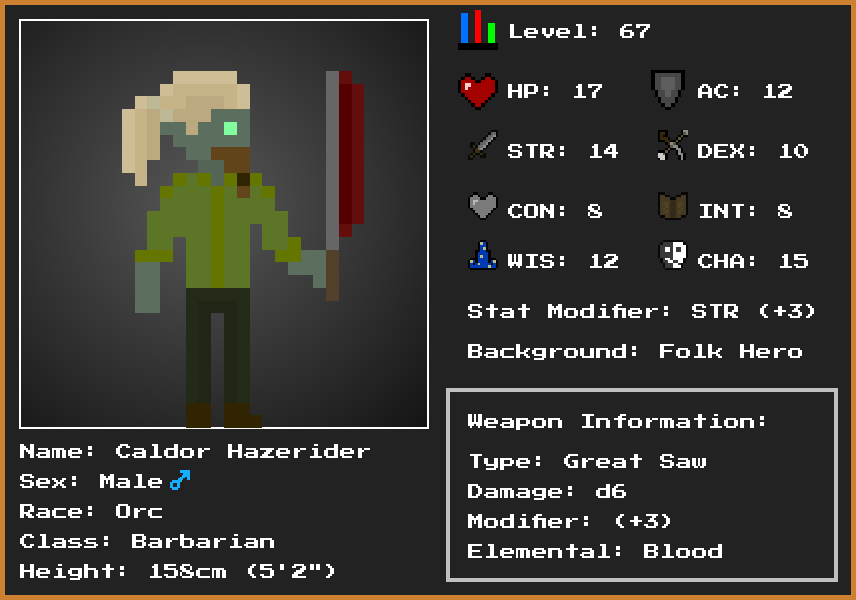 Level: 67
HP: 17 AC: 12
STR: 14 DEX: 10
CON: 8 INT: 8
WIS: 12 CHA: 15
Stat Modifier: STR (+3)
Background: Folk Hero
Weapon Information:
Type: Great Saw
Damage: d6
Modifier: (+3)
Elemental: Blood
Name: Caldor Hazerider
Sex: Male ♂
Race: Orc
Class: Barbarian
Height: 158cm (5'2")